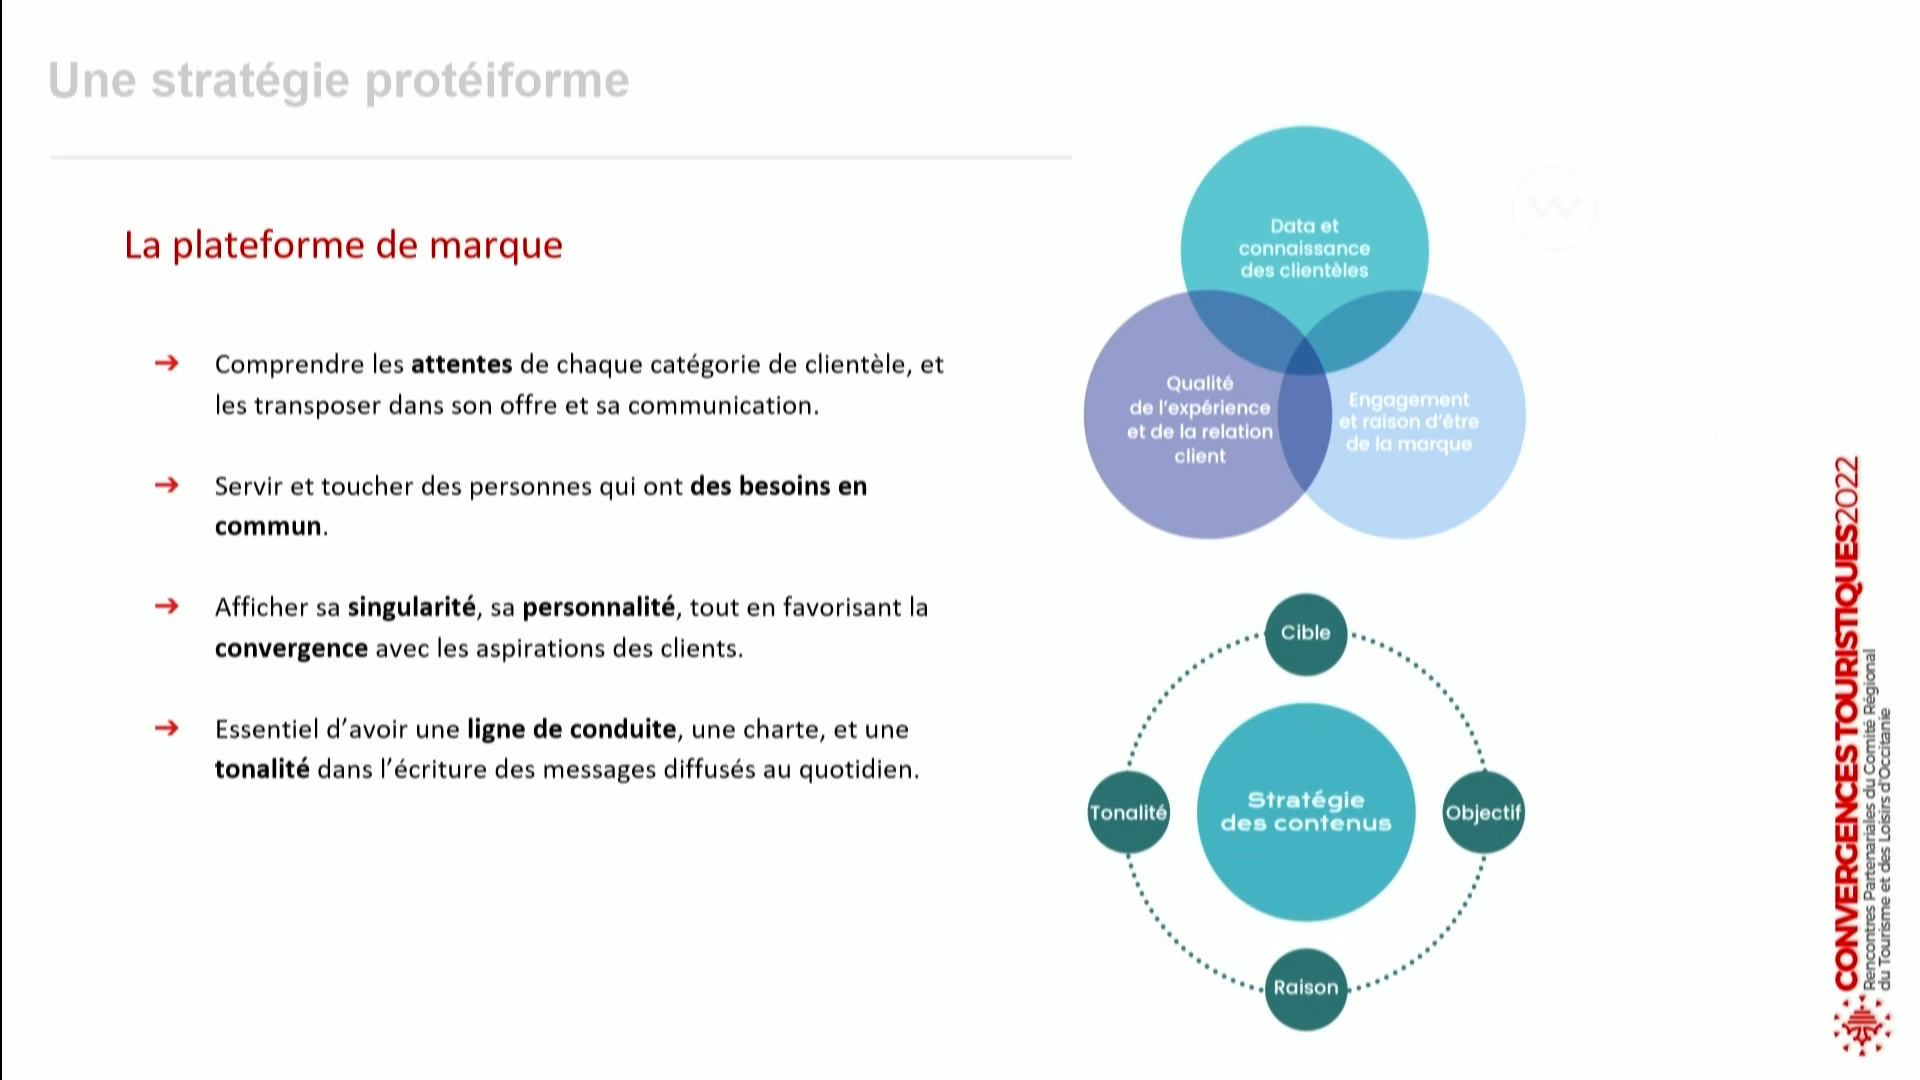 Une stratégie protéiforme
La plateforme de marque
➔ Comprendre les attentes de chaque catégorie de clientèle, et
les transposer dans son offre et sa communication.
➔ Servir et toucher des personnes qui ont des besoins en
commun.
➔ Afficher sa singularité, sa personnalité, tout en favorisant la
convergence avec les aspirations des clients.
➔ Essentiel d’avoir une ligne de conduite, une charte, et une
tonalité dans l’écriture des messages diffusés au quotidien.
Data et
connaissance
des clientèles
Qualité
de l’expérience
et de la relation
client
Engagement
et raison d’être
de la marque
Cible
Tonalité
Stratégie
des contenus
Objectif
Raison
CONVERGENCESTOURISTIQUES2022
Rencontres Partenariales du Comité Régional
du Tourisme et des Loisirs d’Occitanie